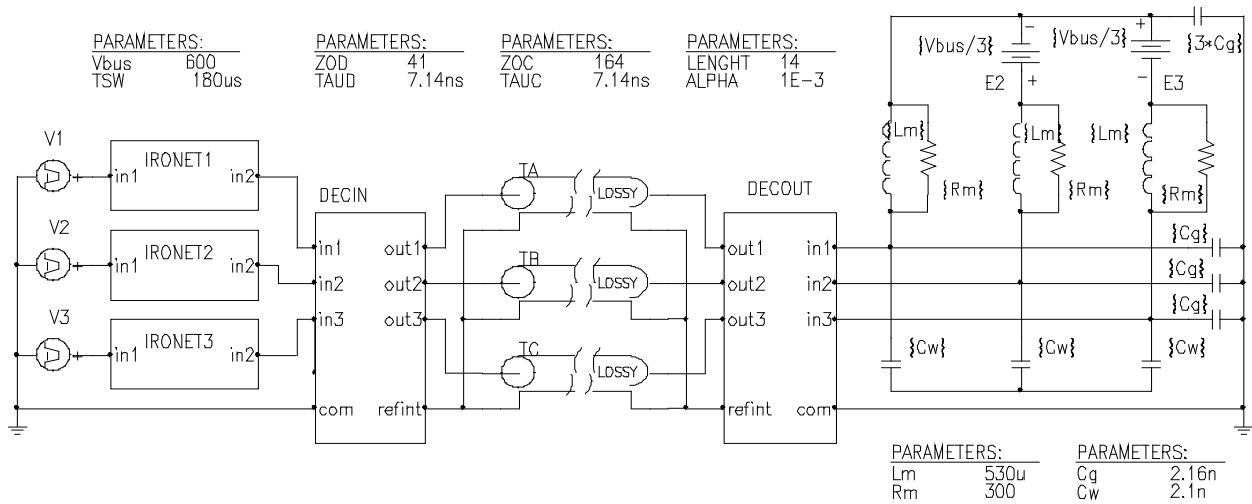 PARAMETERS:
Vbus 600
TSW 180us
PARAMETERS:
ZOD 41
TAUD 7.14ns
PARAMETERS:
ZOC 164
TAUC 7.14ns
PARAMETERS:
LENGHT 14
ALPHA 1E-3
{Vbus/3}
-
+
E2
{Vbus/3}
+
-
E3
{3*Cg}
{Lm}
{Rm}
{Lm}
{Rm}
{Lm}
{Rm}
V1
+
in1 IRONET1 in2
V2
+
in1 IRONET2 in2
V3
+
in1 IRONET3 in2
DECIN
in1 out1
in2 out2
in3 out3
com refint
TA
LOSSY
TB
LOSSY
TC
LOSSY
DECOUT
out1 in1
out2 in2
out3 in3
refint com
{Cg}
{Cg}
{Cg}
{Cw}
{Cw}
{Cw}
PARAMETERS:
Lm 530u
Rm 300
PARAMETERS:
Cg 2.16n
Cw 2.1n